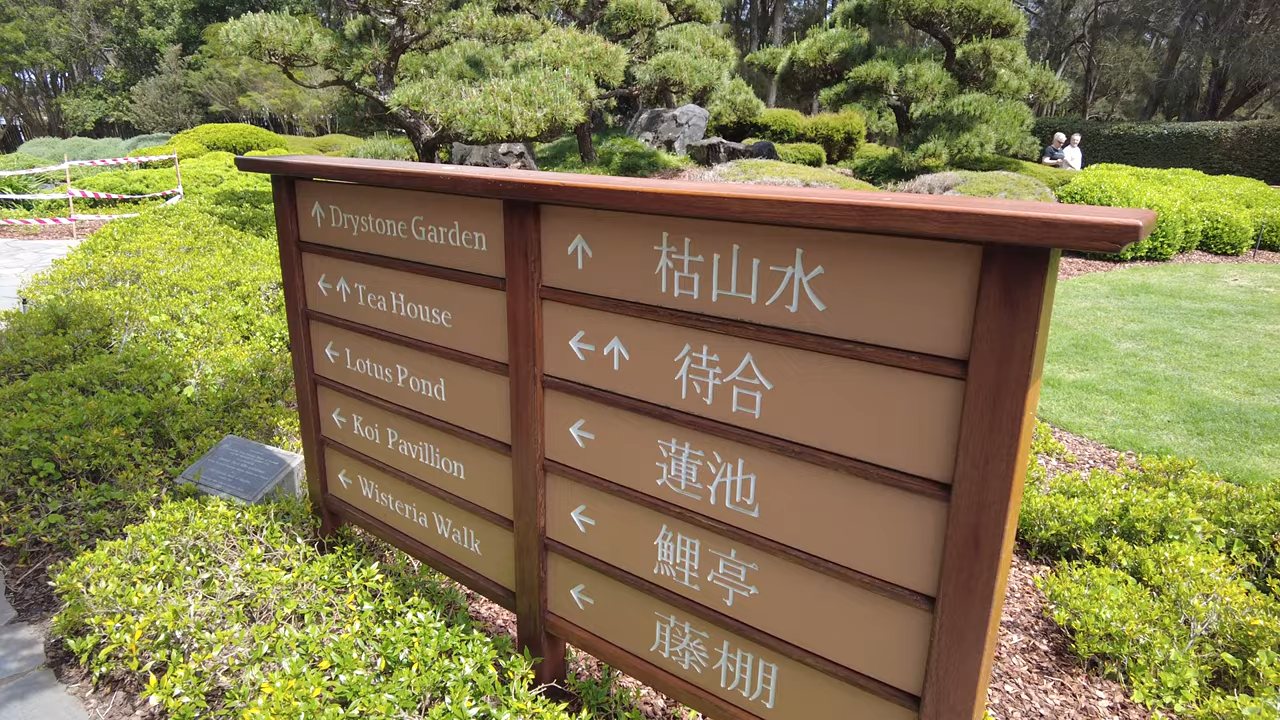 ↑ Drystone Garden
← ↑ Tea House
← Lotus Pond
← Koi Pavillion
← Wisteria Walk
↑ 枯山水
← ↑ 待合
← 蓮池
← 鯉亭
← 藤棚